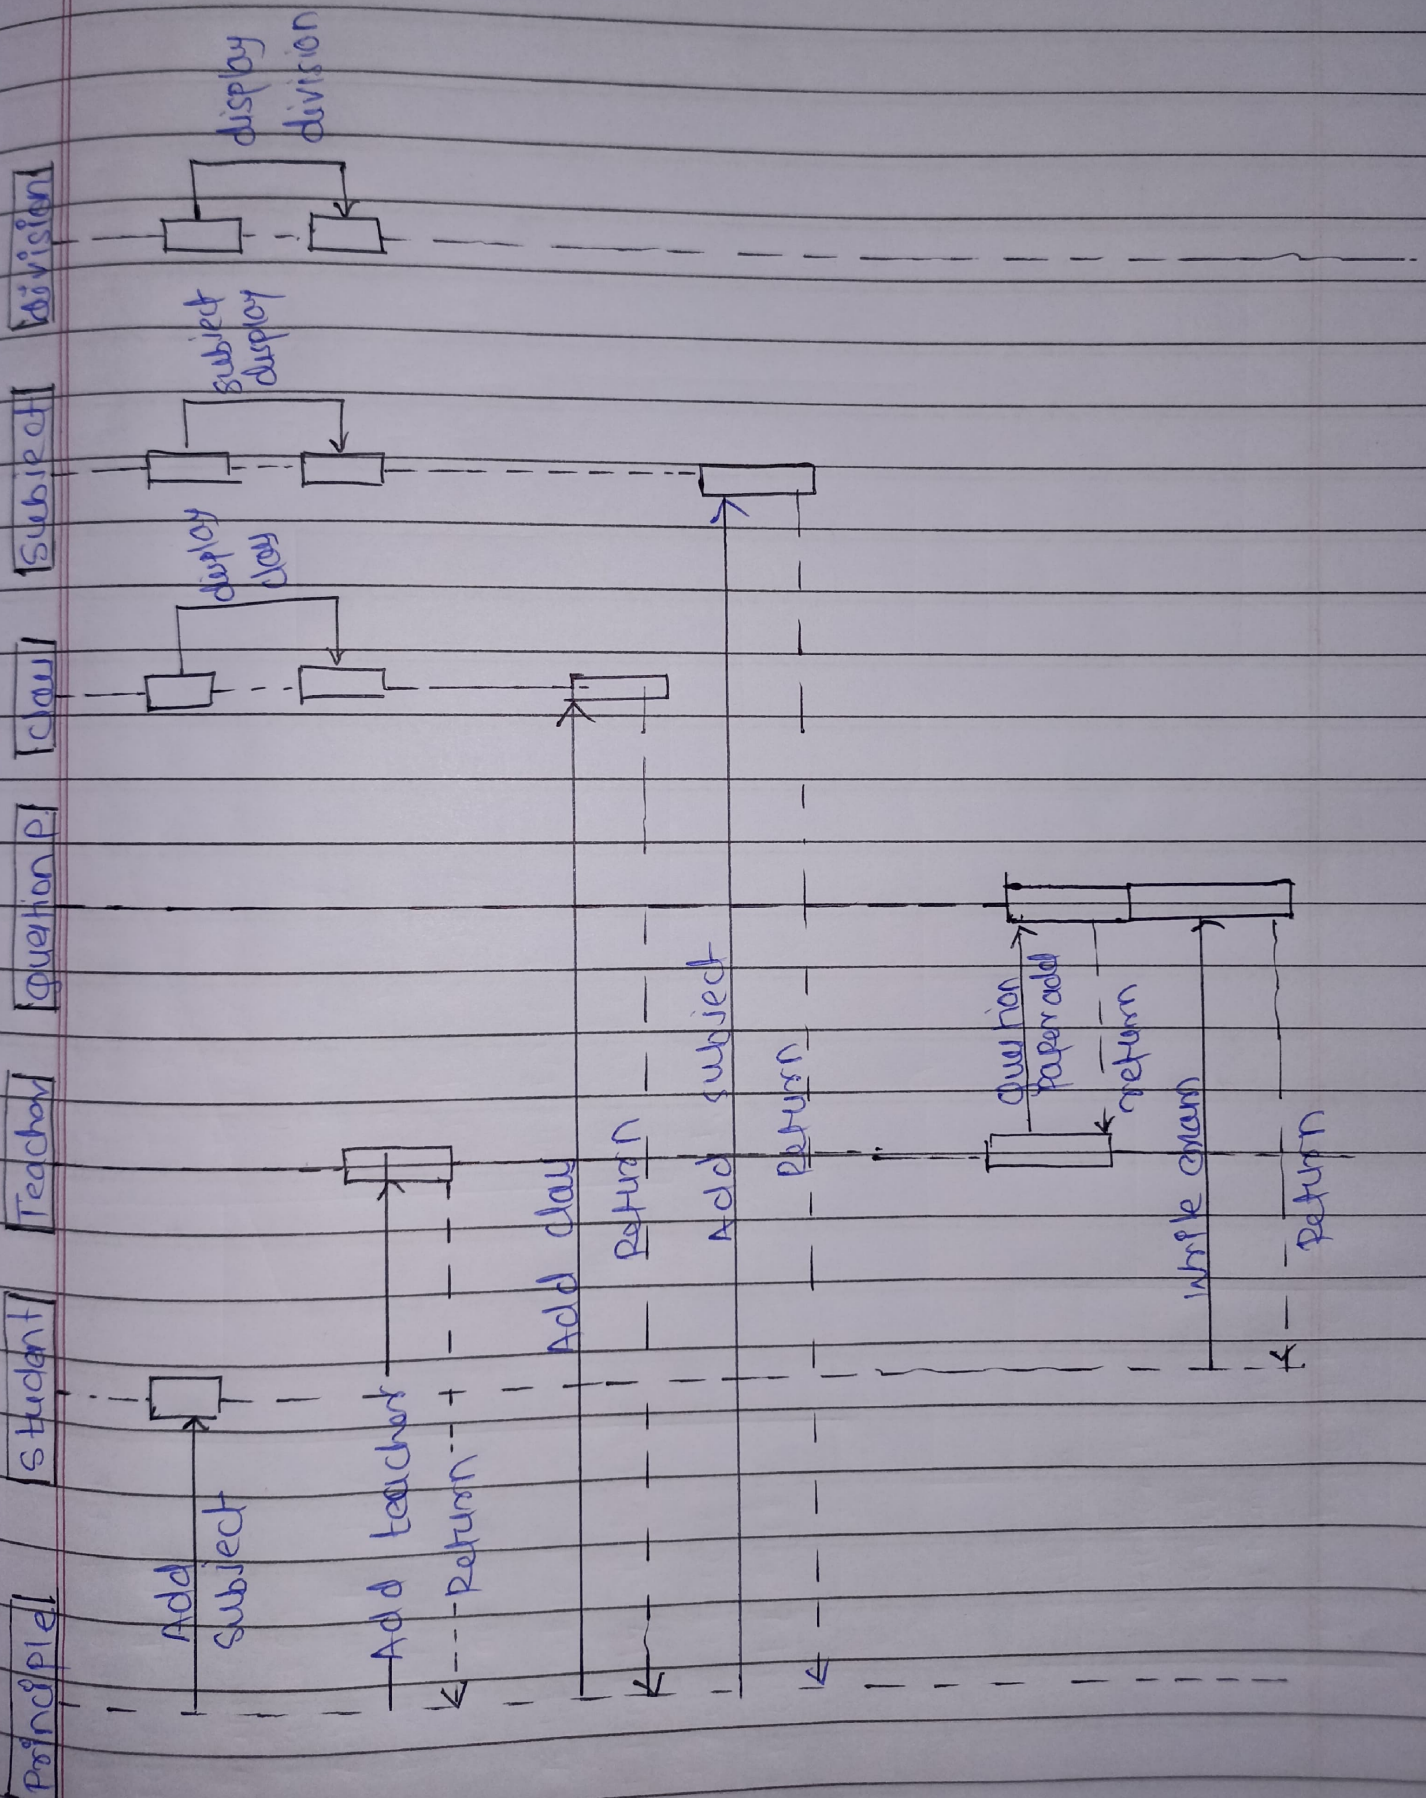 Principle
Student
Teacher
Question P.
Class
Subject
division
Add
Subject
display
class
subject
display
display
division
Add teacher
Return
Add class
Return
Add subject
Return
Question
paper add
return
Write exam
Return